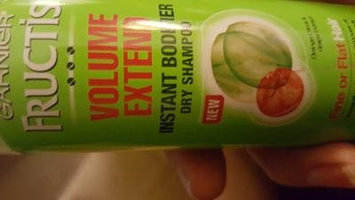 GARNIER
FRUCTIS
VOLUME
EXTEND
INSTANT BODIFIER
DRY SHAMPOO
NEW
Fine or Flat Hair